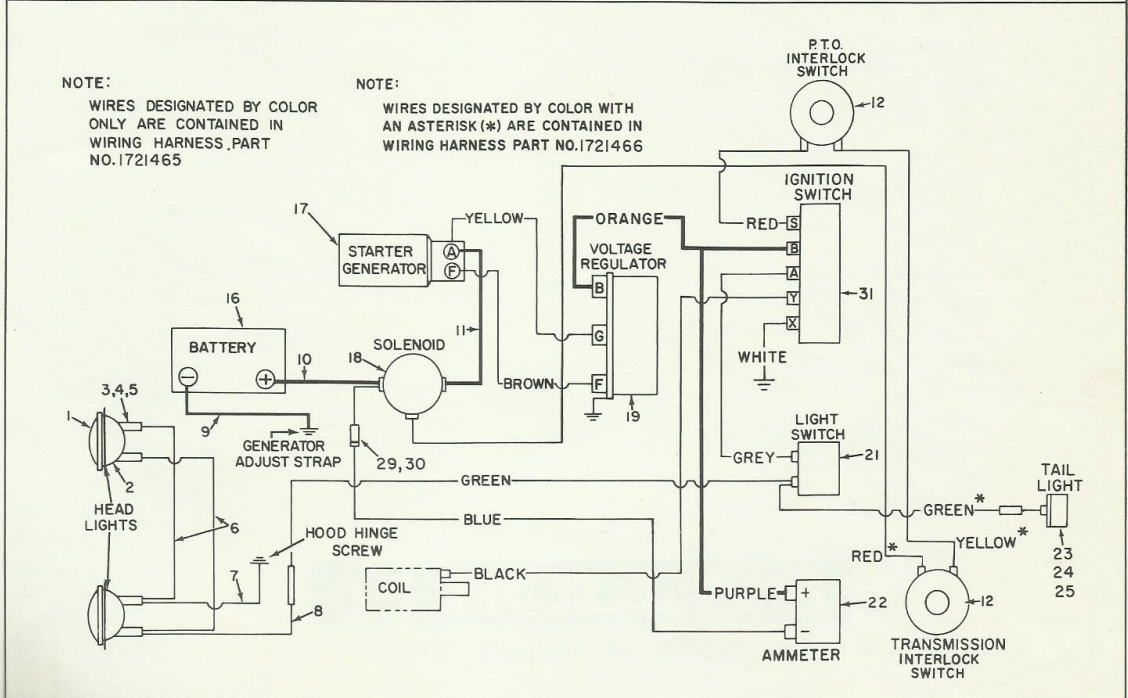 NOTE:
WIRES DESIGNATED BY COLOR
ONLY ARE CONTAINED IN
WIRING HARNESS, PART
NO.1721465
NOTE:
WIRES DESIGNATED BY COLOR WITH
AN ASTERISK (*) ARE CONTAINED IN
WIRING HARNESS PART NO.1721466
P.T.O.
INTERLOCK
SWITCH
12
IGNITION
SWITCH
RED
S
B
A
Y
X
31
WHITE
17
STARTER
GENERATOR
A
F
YELLOW
ORANGE
VOLTAGE
REGULATOR
B
G
F
19
BROWN
11
16
BATTERY
−
+
10
9
GENERATOR
ADJUST STRAP
SOLENOID
18
29,30
3,4,5
1
2
HEAD
LIGHTS
6
7
8
HOOD HINGE
SCREW
GREEN
BLUE
COIL
BLACK
LIGHT
SWITCH
GREY
21
TAIL
LIGHT
GREEN*
23
24
25
RED*
YELLOW*
12
TRANSMISSION
INTERLOCK
SWITCH
PURPLE
+
−
22
AMMETER